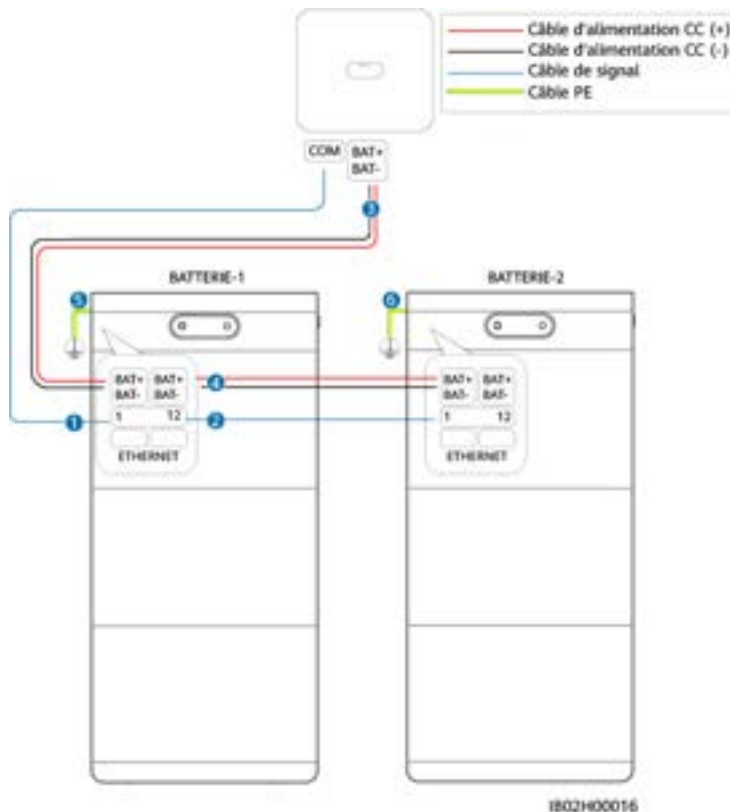 Câble d'alimentation CC (+)
Câble d'alimentation CC (-)
Câble de signal
Câble PE
COM
BAT+
BAT-
3
BATTERIE-1
BATTERIE-2
5
6
BAT+ BAT+
BAT- BAT-
4
BAT+ BAT+
BAT- BAT-
1
1 12
2
1 12
ETHERNET
ETHERNET
IB02H00016